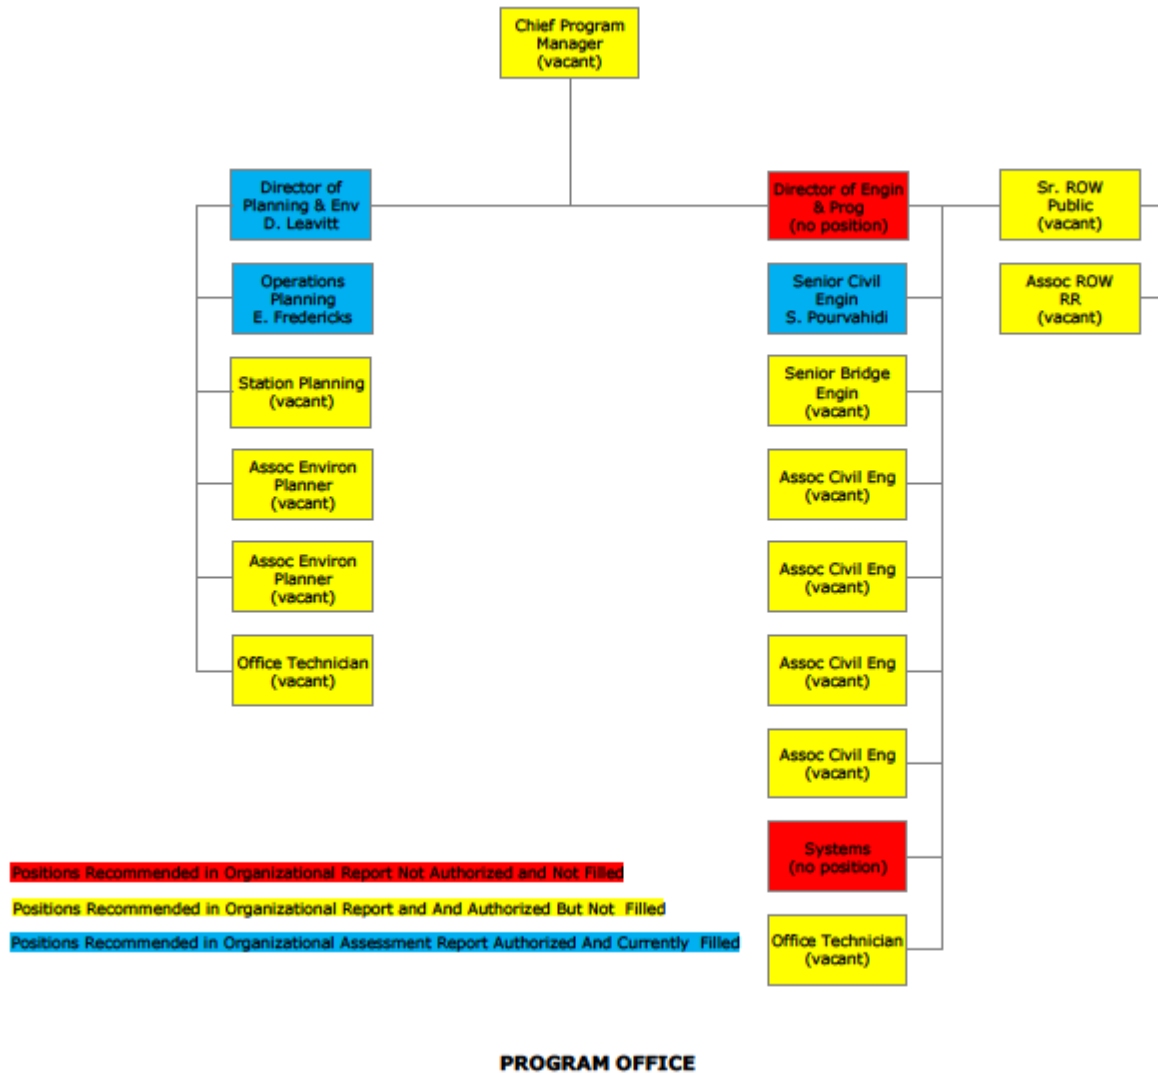 Chief Program
Manager
(vacant)
Director of
Planning & Env
D. Leavitt
Operations
Planning
E. Fredericks
Station Planning
(vacant)
Assoc Environ
Planner
(vacant)
Assoc Environ
Planner
(vacant)
Office Technician
(vacant)
Director of Engin
& Prog
(no position)
Senior Civil
Engin
S. Pourvahidi
Senior Bridge
Engin
(vacant)
Assoc Civil Eng
(vacant)
Assoc Civil Eng
(vacant)
Assoc Civil Eng
(vacant)
Assoc Civil Eng
(vacant)
Systems
(no position)
Office Technician
(vacant)
Sr. ROW
Public
(vacant)
Assoc ROW
RR
(vacant)
Positions Recommended in Organizational Report Not Authorized and Not Filled
Positions Recommended in Organizational Report and And Authorized But Not Filled
Positions Recommended in Organizational Assessment Report Authorized And Currently Filled
PROGRAM OFFICE